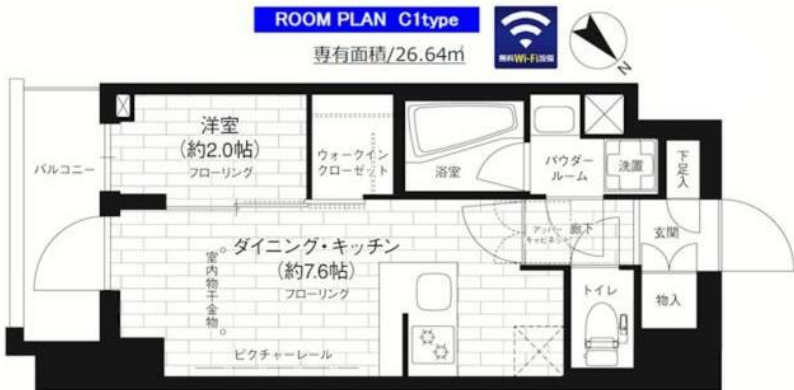 ROOM PLAN C1type
専有面積/26.64㎡
無料Wi-Fi設備
N
バルコニー
洋室
(約2.0帖)
フローリング
ウォークイン
クローゼット
浴室
パウダー
ルーム
洗置
下足入
ダイニング・キッチン
(約7.6帖)
フローリング
室内物干金物
ピクチャーレール
アッパー
キャビネット
廊下
玄関
トイレ
物入